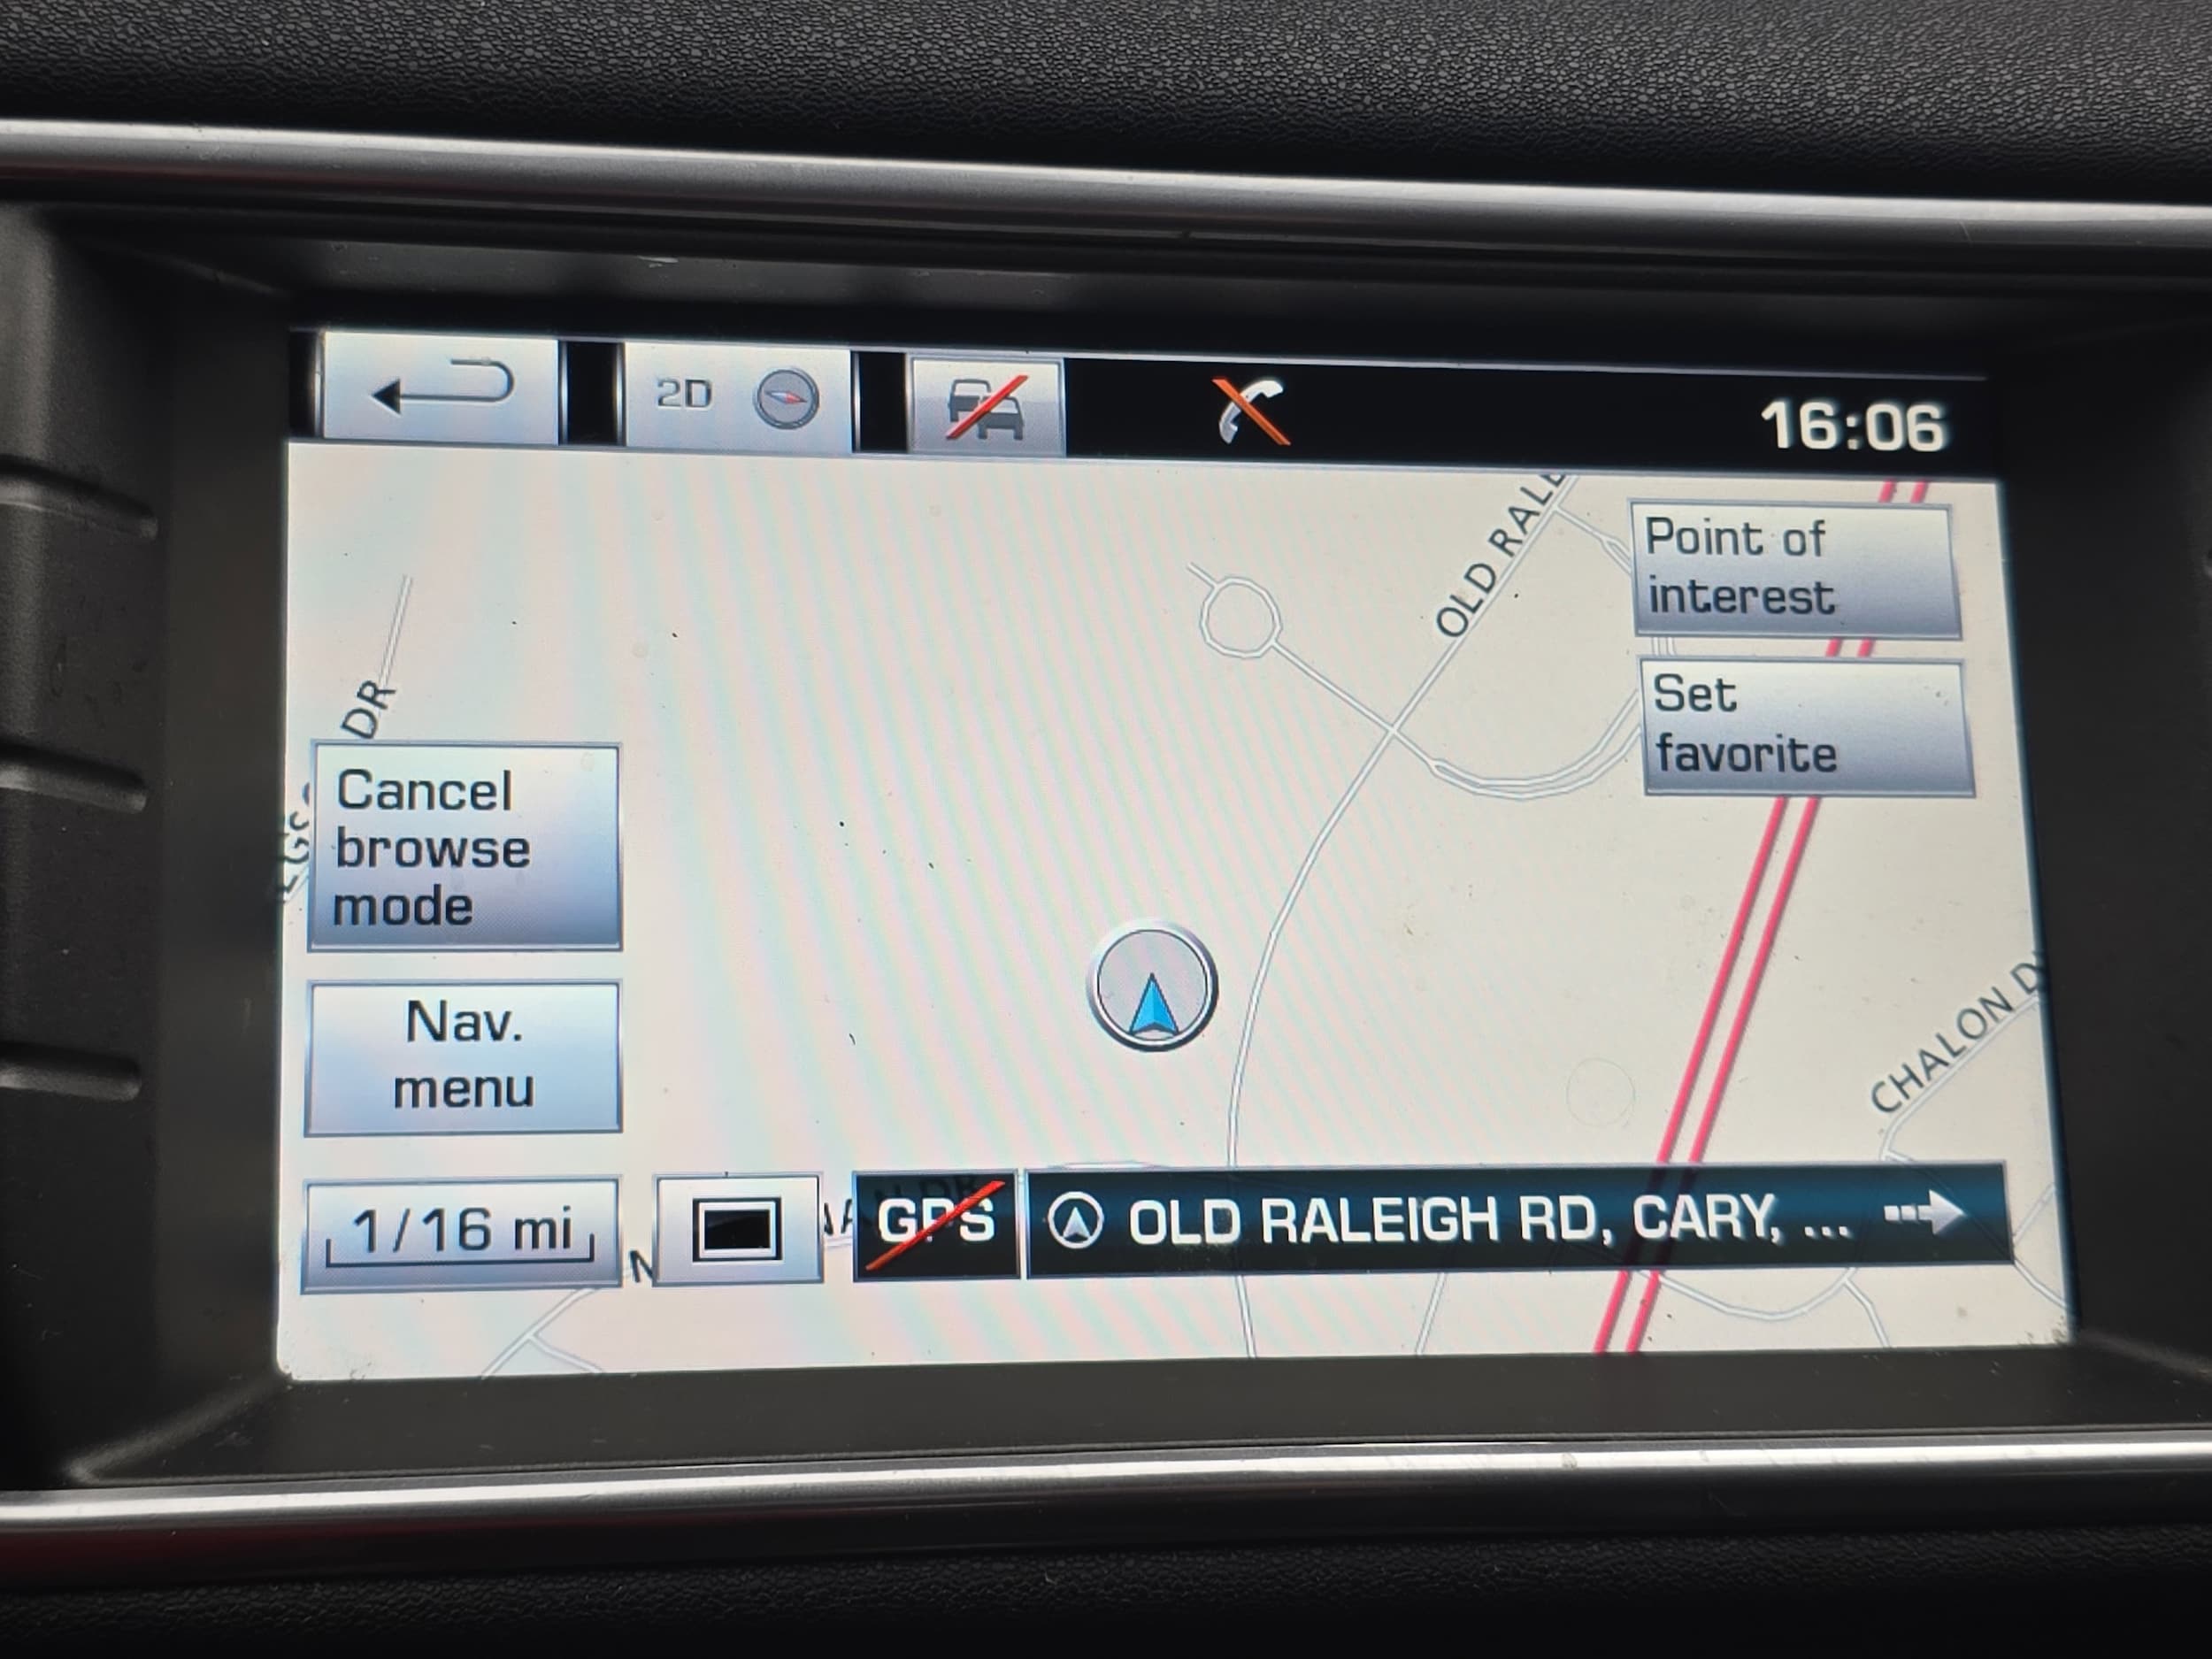 2D
16:06
OLD RALE
Point of
interest
Set
favorite
DR
Cancel
browse
mode
Nav.
menu
CHALON D
1/16 mi
N
GPS
OLD RALEIGH RD, CARY, ...